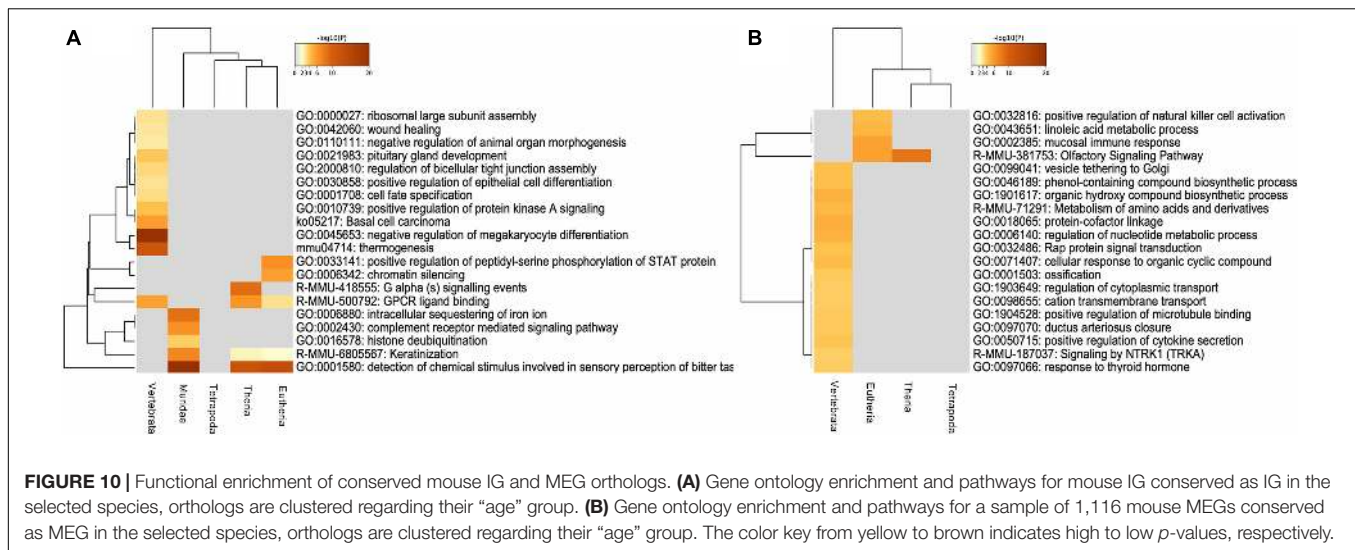 A
-log10(P)
0 2 3 4 6 10 20
GO:0000027: ribosomal large subunit assembly
GO:0042060: wound healing
GO:0110111: negative regulation of animal organ morphogenesis
GO:0021983: pituitary gland development
GO:2000810: regulation of bicellular tight junction assembly
GO:0030858: positive regulation of epithelial cell differentiation
GO:0001708: cell fate specification
GO:0010739: positive regulation of protein kinase A signaling
ko05217: Basal cell carcinoma
GO:0045653: negative regulation of megakaryocyte differentiation
mmu04714: thermogenesis
GO:0033141: positive regulation of peptidyl-serine phosphorylation of STAT protein
GO:0006342: chromatin silencing
R-MMU-418555: G alpha (s) signalling events
R-MMU-500792: GPCR ligand binding
GO:0006880: intracellular sequestering of iron ion
GO:0002430: complement receptor mediated signaling pathway
GO:0016578: histone deubiquitination
R-MMU-6805567: Keratinization
GO:0001580: detection of chemical stimulus involved in sensory perception of bitter tas
Vertebrata
Muridae
Tetrapoda
Theria
Eutheria
B
-log10(P)
0 2 3 4 6 10 20
GO:0032816: positive regulation of natural killer cell activation
GO:0043651: linoleic acid metabolic process
GO:0002385: mucosal immune response
R-MMU-381753: Olfactory Signaling Pathway
GO:0099041: vesicle tethering to Golgi
GO:0046189: phenol-containing compound biosynthetic process
GO:1901617: organic hydroxy compound biosynthetic process
R-MMU-71291: Metabolism of amino acids and derivatives
GO:0018065: protein-cofactor linkage
GO:0006140: regulation of nucleotide metabolic process
GO:0032486: Rap protein signal transduction
GO:0071407: cellular response to organic cyclic compound
GO:0001503: ossification
GO:1903649: regulation of cytoplasmic transport
GO:0098655: cation transmembrane transport
GO:1904528: positive regulation of microtubule binding
GO:0097070: ductus arteriosus closure
GO:0050715: positive regulation of cytokine secretion
R-MMU-187037: Signaling by NTRK1 (TRKA)
GO:0097066: response to thyroid hormone
Vertebrata
Eutheria
Theria
Tetrapoda
FIGURE 10 | Functional enrichment of conserved mouse IG and MEG orthologs. (A) Gene ontology enrichment and pathways for mouse IG conserved as IG in the
selected species, orthologs are clustered regarding their “age” group. (B) Gene ontology enrichment and pathways for a sample of 1,116 mouse MEGs conserved
as MEG in the selected species, orthologs are clustered regarding their “age” group. The color key from yellow to brown indicates high to low p-values, respectively.